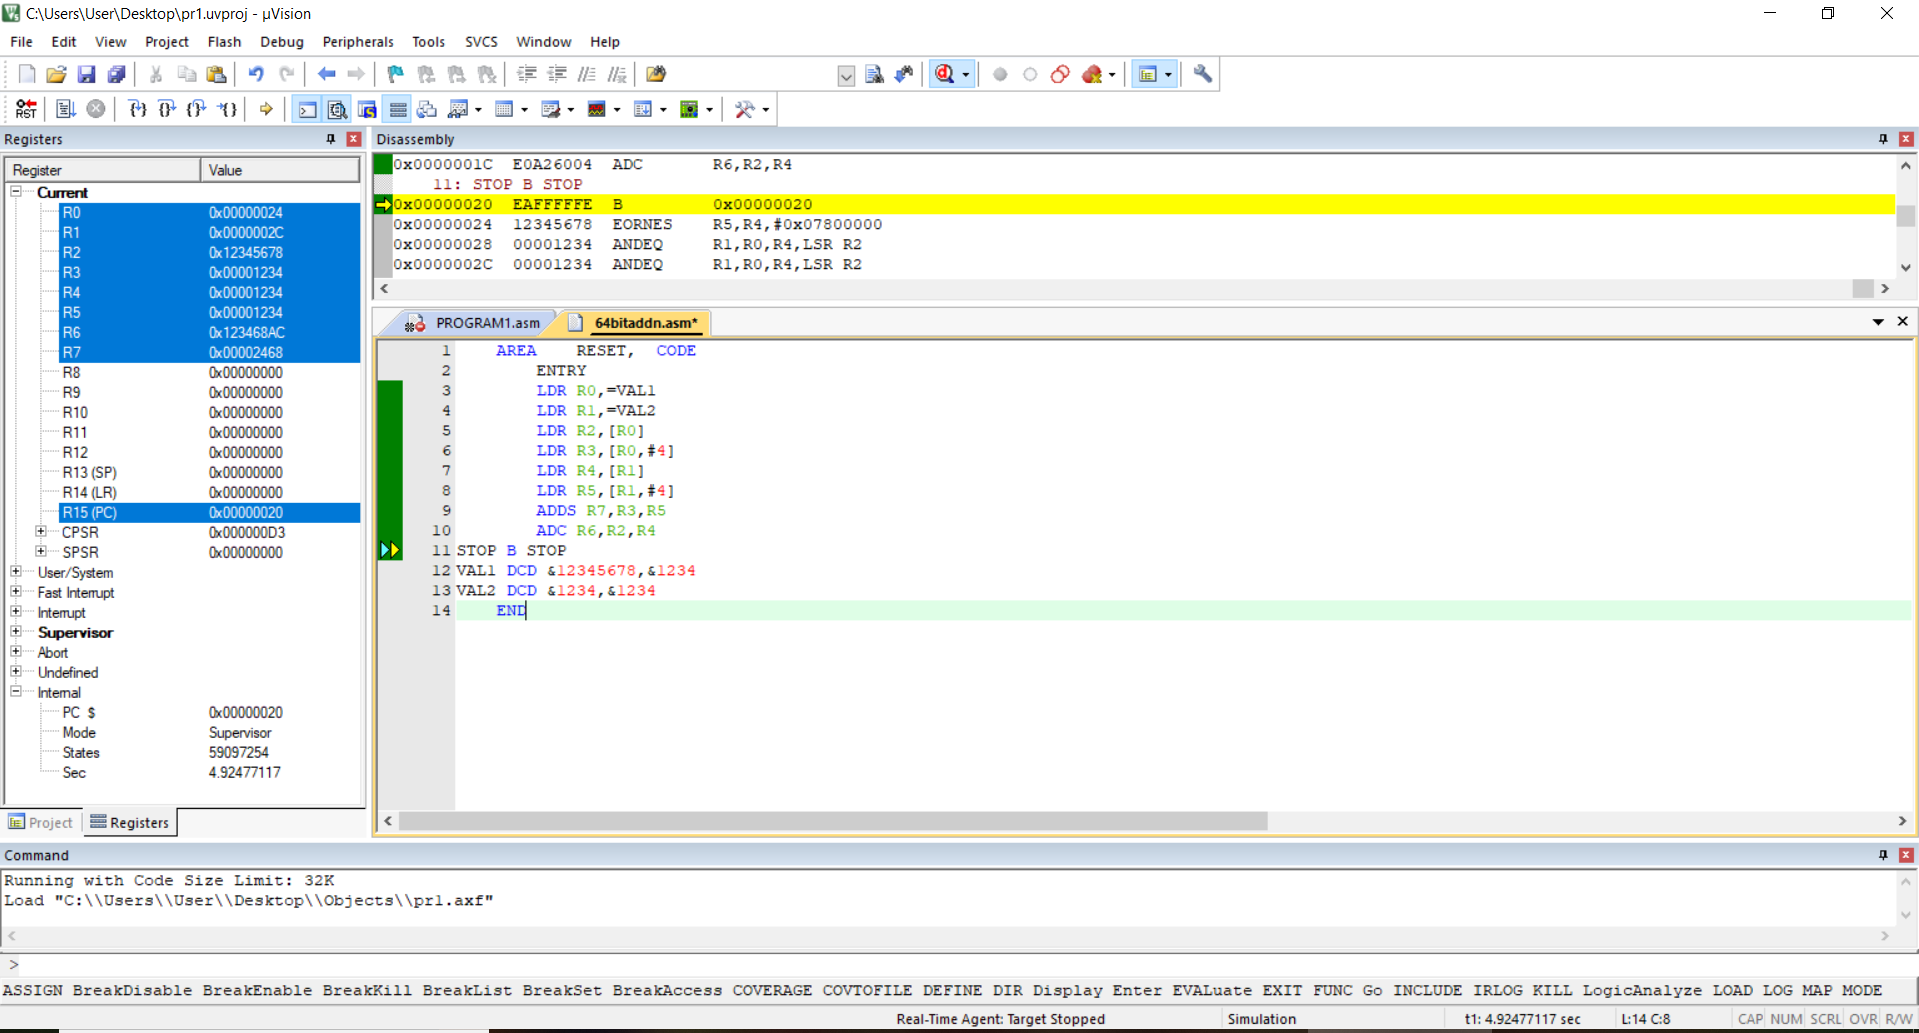 C:\Users\User\Desktop\pr1.uvproj - µVision
File Edit View Project Flash Debug Peripherals Tools SVCS Window Help
RST
Registers
Register Value
Current
R0 0x00000024
R1 0x0000002C
R2 0x12345678
R3 0x00001234
R4 0x00001234
R5 0x00001234
R6 0x123468AC
R7 0x00002468
R8 0x00000000
R9 0x00000000
R10 0x00000000
R11 0x00000000
R12 0x00000000
R13 (SP) 0x00000000
R14 (LR) 0x00000000
R15 (PC) 0x00000020
CPSR 0x000000D3
SPSR 0x00000000
User/System
Fast Interrupt
Interrupt
Supervisor
Abort
Undefined
Internal
PC $ 0x00000020
Mode Supervisor
States 59097254
Sec 4.92477117
Project Registers
Disassembly
0x0000001C E0A26004 ADC R6,R2,R4
11: STOP B STOP
0x00000020 EAFFFFFE B 0x00000020
0x00000024 12345678 EORNES R5,R4,#0x07800000
0x00000028 00001234 ANDEQ R1,R0,R4,LSR R2
0x0000002C 00001234 ANDEQ R1,R0,R4,LSR R2
PROGRAM1.asm 64bitaddn.asm*
1 AREA RESET, CODE
2 ENTRY
3 LDR R0,=VAL1
4 LDR R1,=VAL2
5 LDR R2,[R0]
6 LDR R3,[R0,#4]
7 LDR R4,[R1]
8 LDR R5,[R1,#4]
9 ADDS R7,R3,R5
10 ADC R6,R2,R4
11 STOP B STOP
12 VAL1 DCD &12345678,&1234
13 VAL2 DCD &1234,&1234
14 END
Command
Running with Code Size Limit: 32K
Load "C:\\Users\\User\\Desktop\\Objects\\pr1.axf"
>
ASSIGN BreakDisable BreakEnable BreakKill BreakList BreakSet BreakAccess COVERAGE COVTOFILE DEFINE DIR Display Enter EVALuate EXIT FUNC Go INCLUDE IRLOG KILL LogicAnalyze LOAD LOG MAP MODE
Real-Time Agent: Target Stopped Simulation t1: 4.92477117 sec L:14 C:8 CAP NUM SCRL OVR R/W